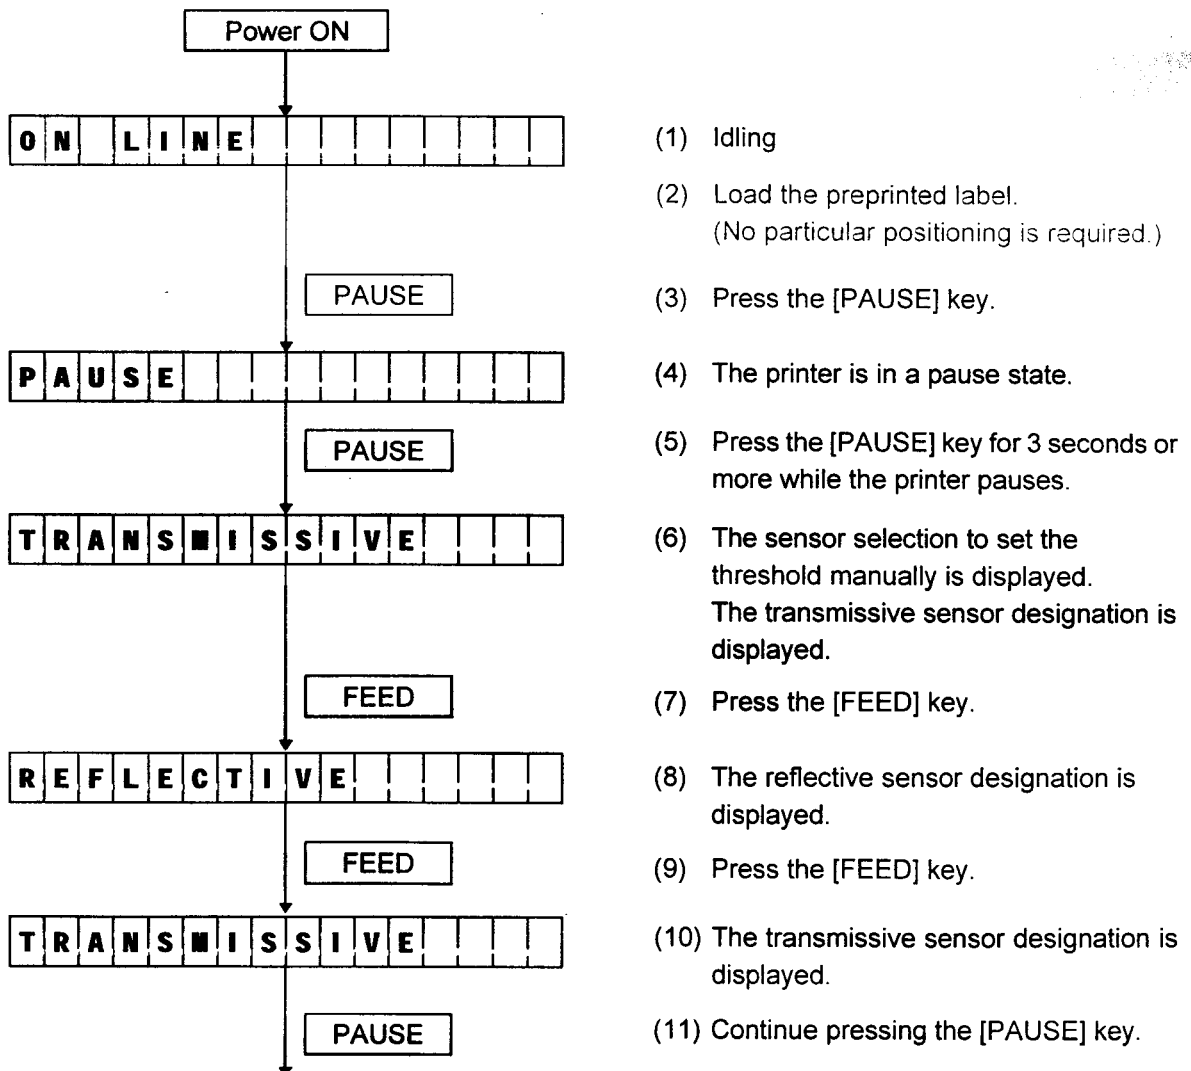 Power ON
ON LINE
(1) Idling
(2) Load the preprinted label.
(No particular positioning is required.)
PAUSE
(3) Press the [PAUSE] key.
PAUSE
(4) The printer is in a pause state.
PAUSE
(5) Press the [PAUSE] key for 3 seconds or
more while the printer pauses.
TRANSMISSIVE
(6) The sensor selection to set the
threshold manually is displayed.
The transmissive sensor designation is
displayed.
FEED
(7) Press the [FEED] key.
REFLECTIVE
(8) The reflective sensor designation is
displayed.
FEED
(9) Press the [FEED] key.
TRANSMISSIVE
(10) The transmissive sensor designation is
displayed.
PAUSE
(11) Continue pressing the [PAUSE] key.